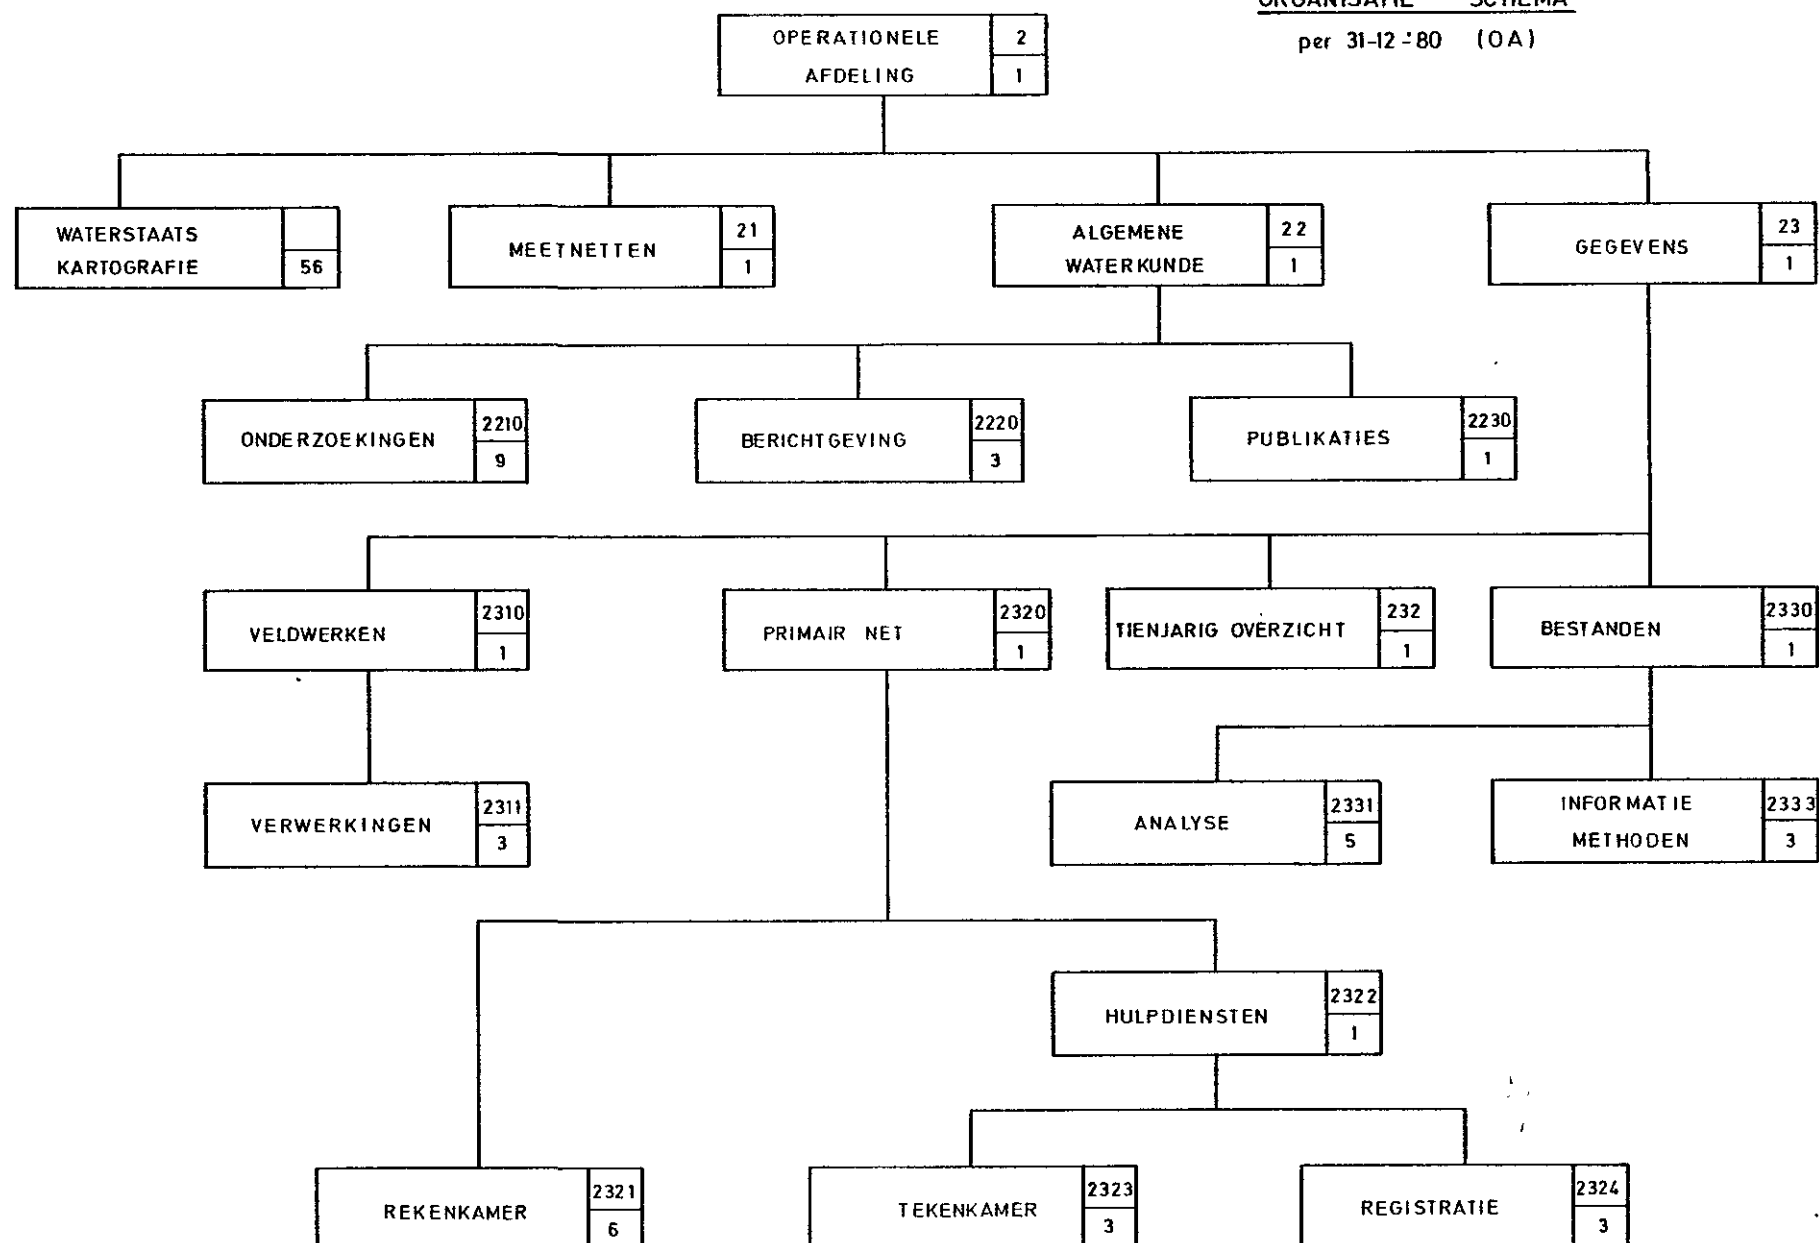 ORGANISATIE SCHEMA
per 31-12-'80 (OA)
OPERATIONELE
AFDELING
2
1
WATERSTAATS
KARTOGRAFIE
56
MEETNETTEN
21
1
ALGEMENE
WATERKUNDE
22
1
GEGEVENS
23
1
ONDERZOEKINGEN
2210
9
BERICHTGEVING
2220
3
PUBLIKATIES
2230
1
VELDWERKEN
2310
1
PRIMAIR NET
2320
1
TIENJARIG OVERZICHT
232
1
BESTANDEN
2330
1
VERWERKINGEN
2311
3
ANALYSE
2331
5
INFORMATIE
METHODEN
2333
3
HULPDIENSTEN
2322
1
REKENKAMER
2321
6
TEKENKAMER
2323
3
REGISTRATIE
2324
3